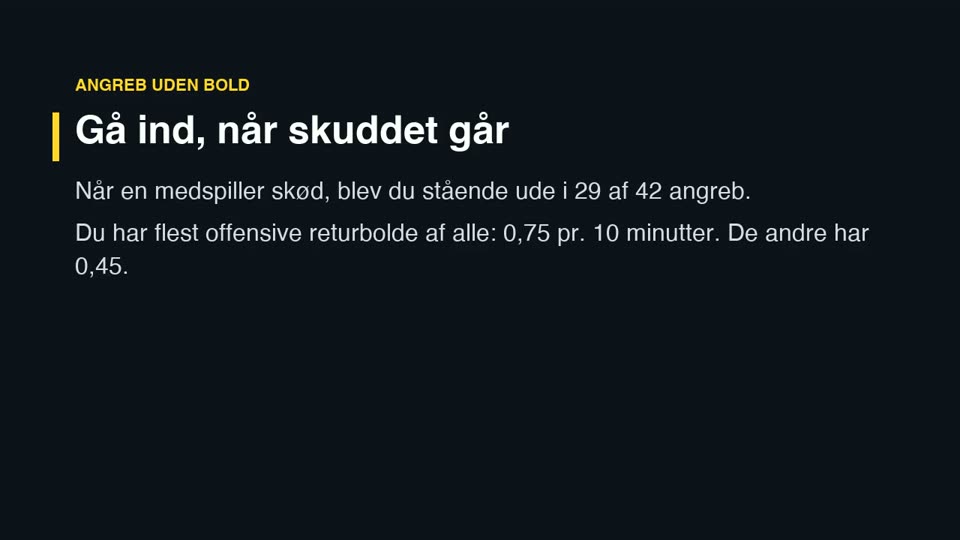 ANGREB UDEN BOLD
Gå ind, når skuddet går
Når en medspiller skød, blev du stående ude i 29 af 42 angreb.
Du har flest offensive returbolde af alle: 0,75 pr. 10 minutter. De andre har
0,45.